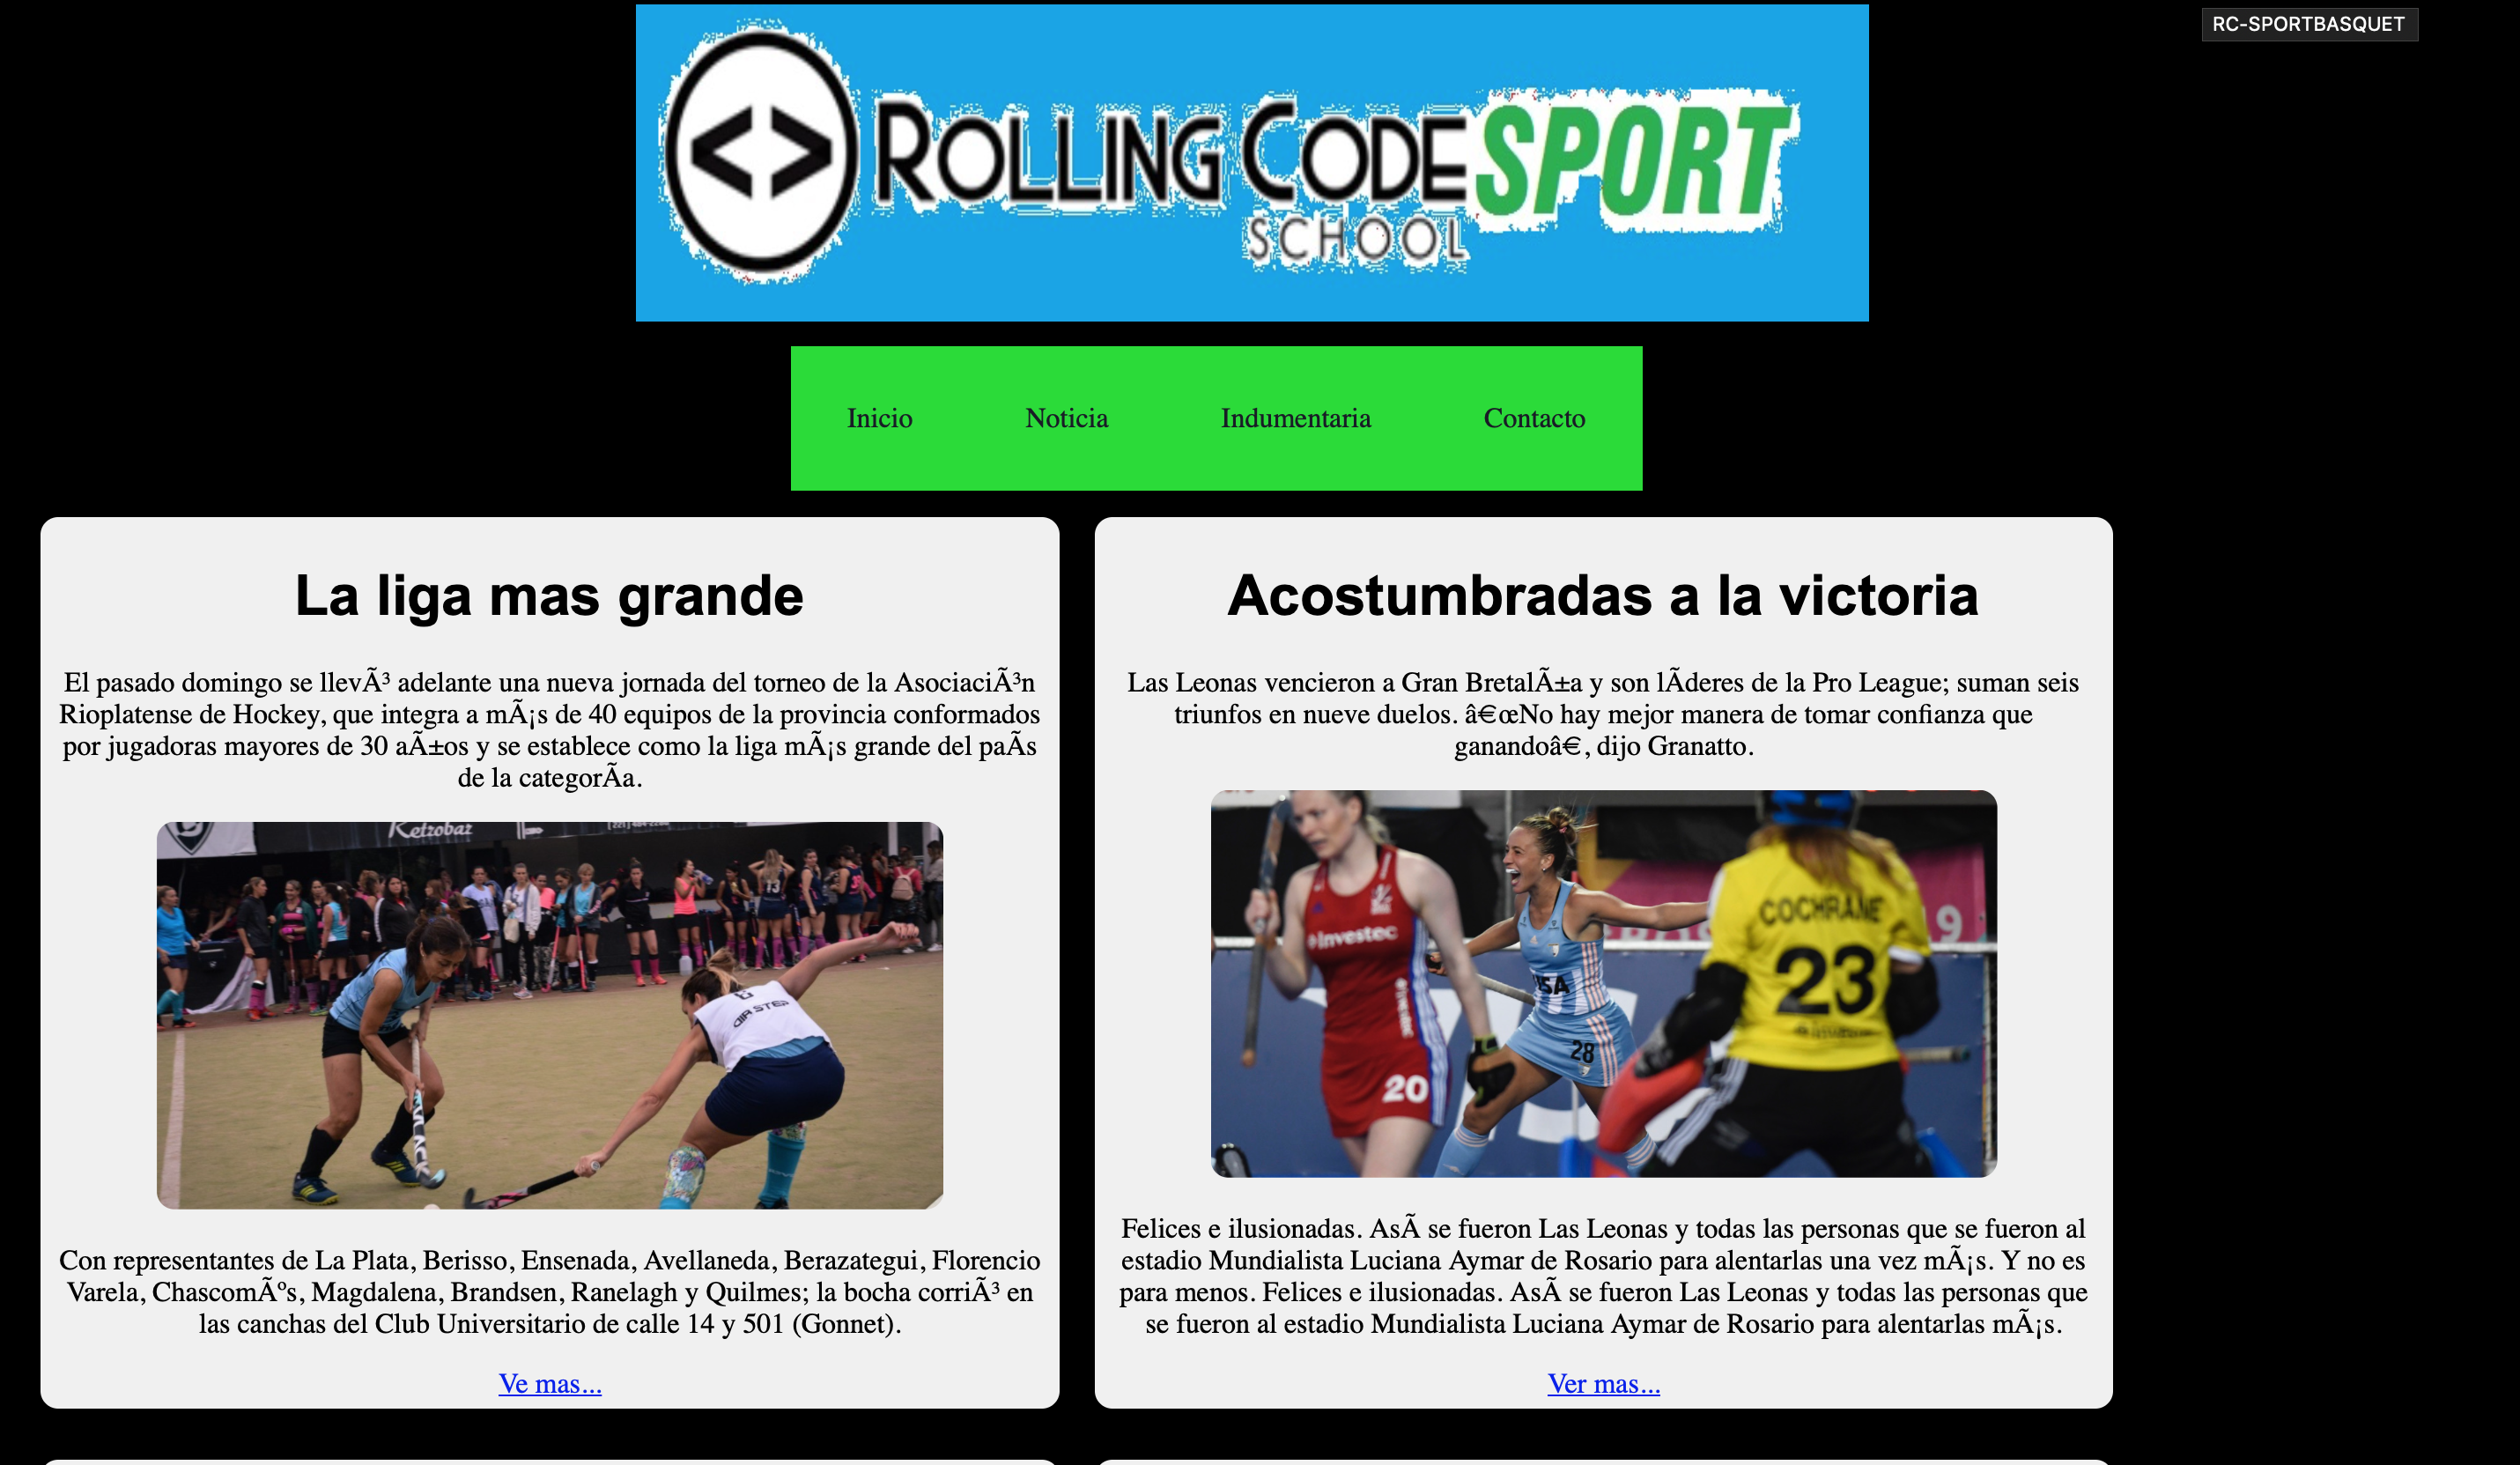 RC-SPORTBASQUET
<> ROLLING CODE SPORT
SCHOOL
Inicio Noticia Indumentaria Contacto
La liga mas grande
El pasado domingo se llevÃ³ adelante una nueva jornada del torneo de la AsociaciÃ³n
Rioplatense de Hockey, que integra a mÃ¡s de 40 equipos de la provincia conformados
por jugadoras mayores de 30 aÃ±os y se establece como la liga mÃ¡s grande del paÃs
de la categorÃa.
Retrobar
13
AIR STEP
Con representantes de La Plata, Berisso, Ensenada, Avellaneda, Berazategui, Florencio
Varela, ChascomÃºs, Magdalena, Brandsen, Ranelagh y Quilmes; la bocha corriÃ³ en
las canchas del Club Universitario de calle 14 y 501 (Gonnet).
Ve mas...
Acostumbradas a la victoria
Las Leonas vencieron a Gran BretalÃ±a y son lÃderes de la Pro League; suman seis
triunfos en nueve duelos. â€œNo hay mejor manera de tomar confianza que
ganandoâ€, dijo Granatto.
COCHRANE
23
19
Investec
VISA
28
20
Felices e ilusionadas. AsÃ se fueron Las Leonas y todas las personas que se fueron al
estadio Mundialista Luciana Aymar de Rosario para alentarlas una vez mÃ¡s. Y no es
para menos. Felices e ilusionadas. AsÃ se fueron Las Leonas y todas las personas que
se fueron al estadio Mundialista Luciana Aymar de Rosario para alentarlas mÃ¡s.
Ver mas...